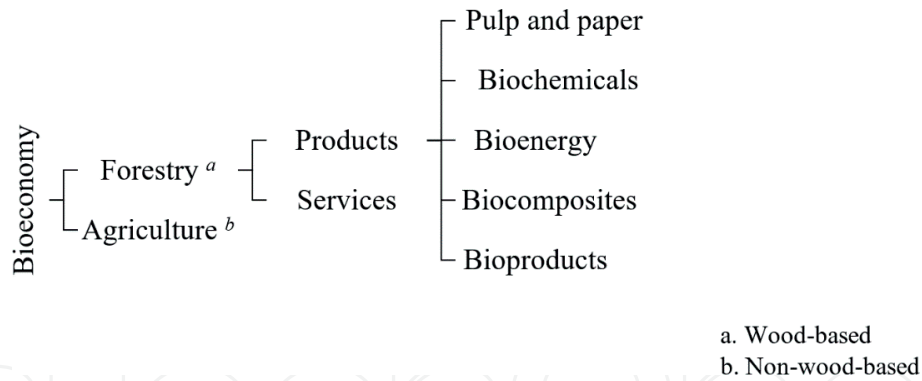 Bioeconomy
Forestry a
Agriculture b
Products
Services
Pulp and paper
Biochemicals
Bioenergy
Biocomposites
Bioproducts
a. Wood-based
b. Non-wood-based